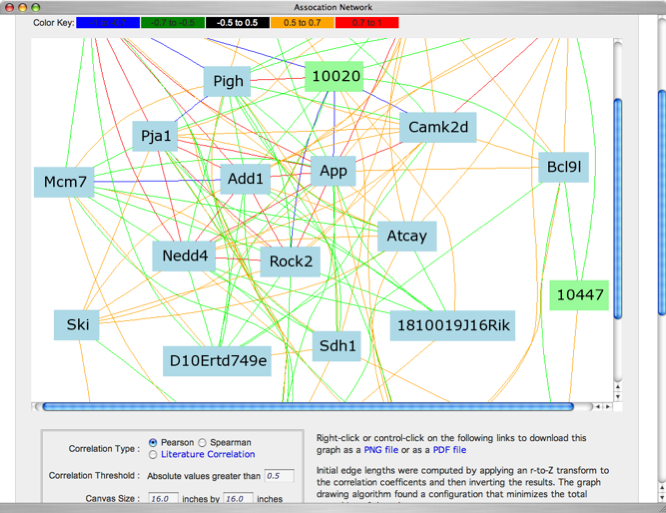 Assocation Network
Color Key: -0.7 to -0.5 -0.5 to 0.5 0.5 to 0.7 0.7 to 1
Pigh 10020
Pja1 Camk2d
Mcm7 Add1 App Bcl9l
Atcay
Nedd4 Rock2
10447
Ski 1810019J16Rik
D10Ertd749e Sdh1
Correlation Type : Pearson Spearman
Literature Correlation
Correlation Threshold : Absolute values greater than 0.5
Canvas Size : 16.0 inches by 16.0 inches
Right-click or control-click on the following links to download this
graph as a PNG file or as a PDF file
Initial edge lengths were computed by applying an r-to-Z transform to
the correlation coefficents and then inverting the results. The graph
drawing algorithm found a configuration that minimizes the total